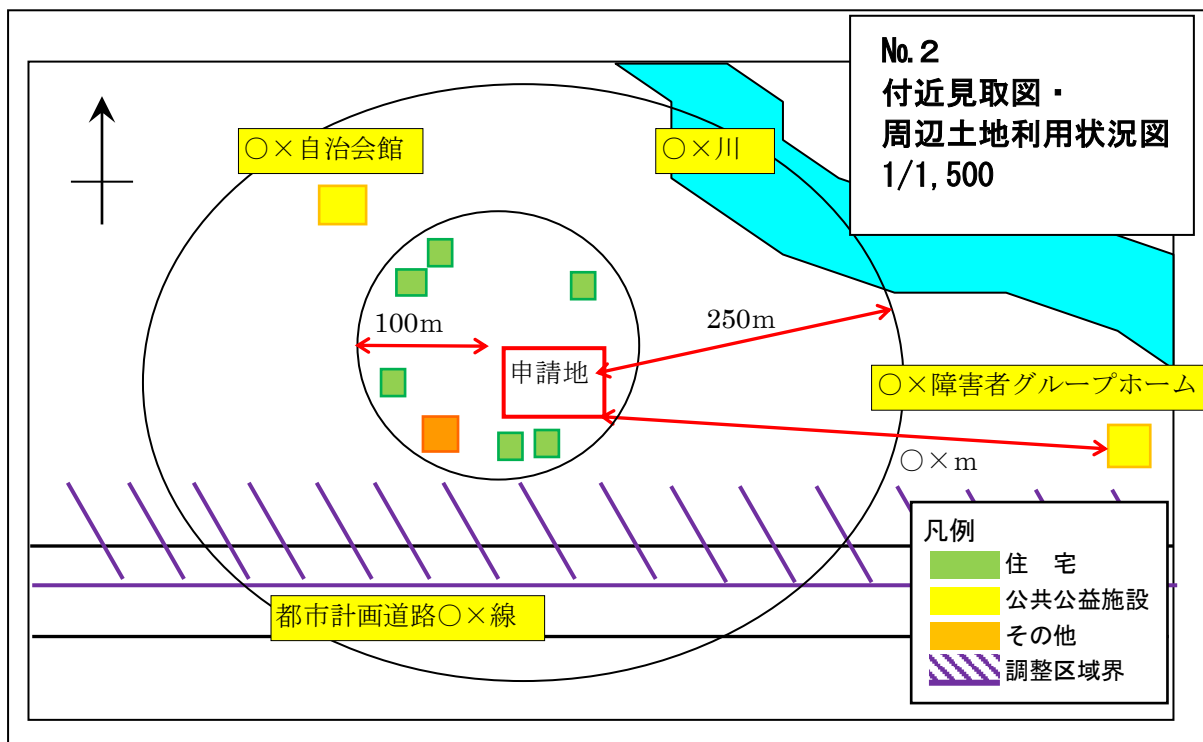 №２
付近見取図・
周辺土地利用状況図
1/1,500
○×自治会館
○×川
100m
250m
申請地
○×障害者グループホーム
○×m
凡例
住　宅
公共公益施設
その他
調整区域界
都市計画道路○×線